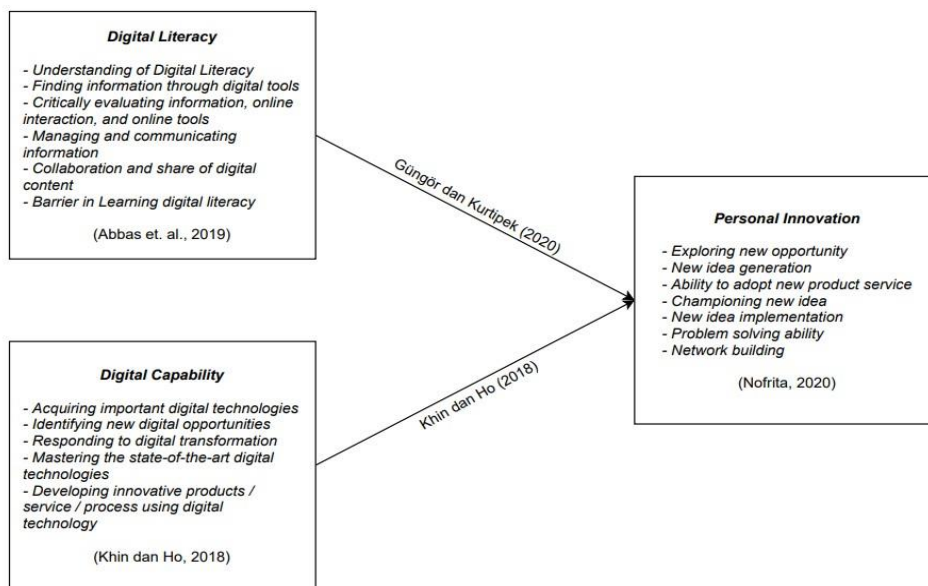 Digital Literacy
- Understanding of Digital Literacy
- Finding information through digital tools
- Critically evaluating information, online
interaction, and online tools
- Managing and communicating
information
- Collaboration and share of digital
content
- Barrier in Learning digital literacy
(Abbas et. al., 2019)
Güngör dan Kurtipek (2020)
Digital Capability
- Acquiring important digital technologies
- Identifying new digital opportunities
- Responding to digital transformation
- Mastering the state-of-the-art digital
technologies
- Developing innovative products /
service / process using digital
technology
(Khin dan Ho, 2018)
Khin dan Ho (2018)
Personal Innovation
- Exploring new opportunity
- New idea generation
- Ability to adopt new product service
- Championing new idea
- New idea implementation
- Problem solving ability
- Network building
(Nofrita, 2020)